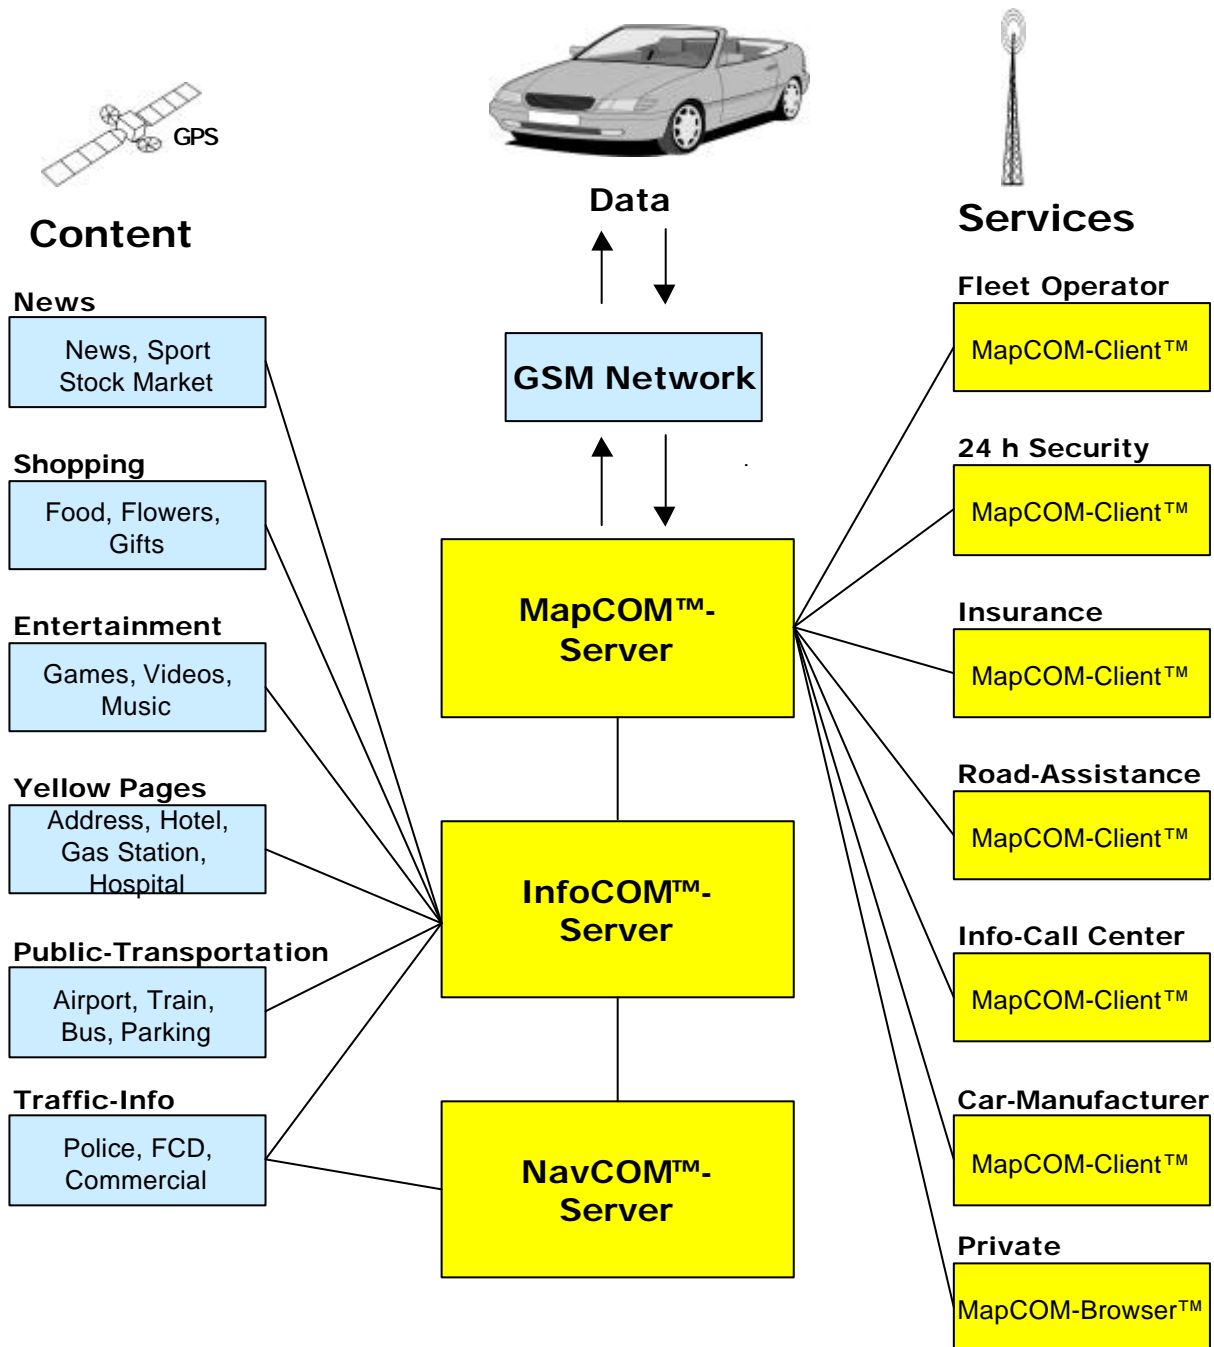 GPS
Content
News
News, Sport
Stock Market
Shopping
Food, Flowers,
Gifts
Entertainment
Games, Videos,
Music
Yellow Pages
Address, Hotel,
Gas Station,
Hospital
Public-Transportation
Airport, Train,
Bus, Parking
Traffic-Info
Police, FCD,
Commercial
Data
GSM Network
MapCOM™-
Server
InfoCOM™-
Server
NavCOM™-
Server
Services
Fleet Operator
MapCOM-Client™
24 h Security
MapCOM-Client™
Insurance
MapCOM-Client™
Road-Assistance
MapCOM-Client™
Info-Call Center
MapCOM-Client™
Car-Manufacturer
MapCOM-Client™
Private
MapCOM-Browser™